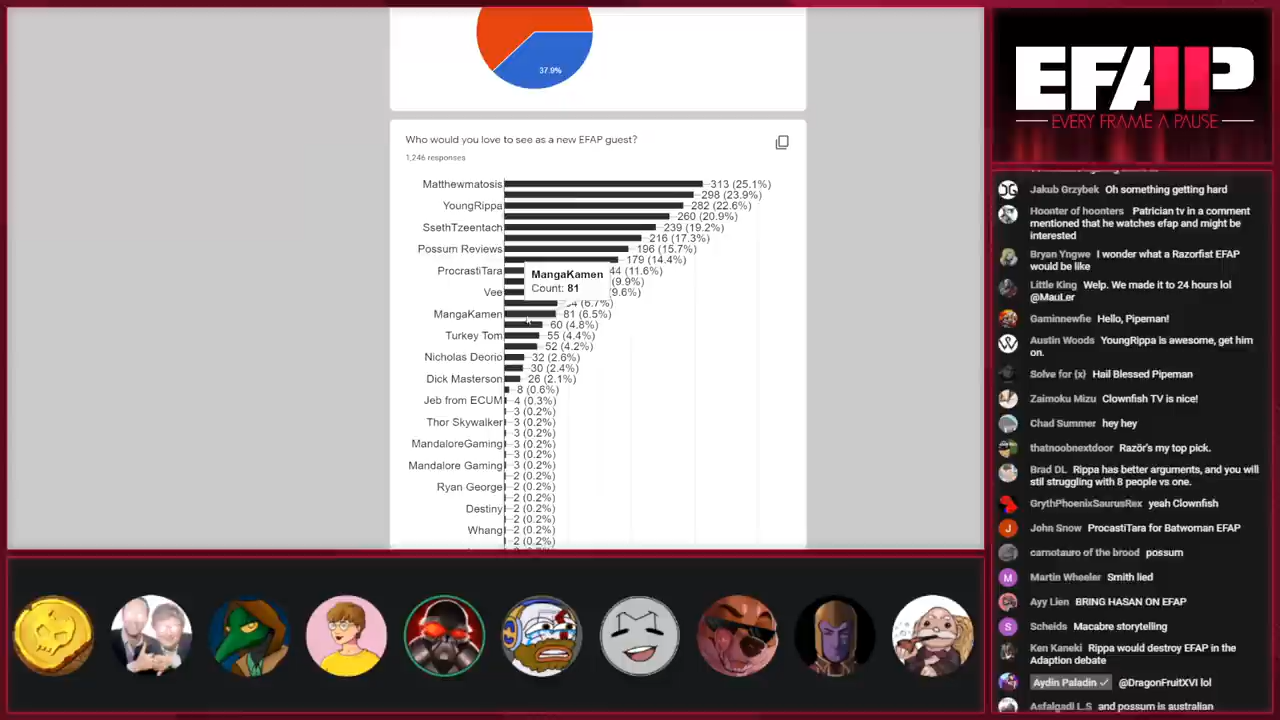 37.9%
Who would you love to see as a new EFAP guest?
1,246 responses
Matthewmatosis 313 (25.1%)
298 (23.9%)
YoungRippa 282 (22.6%)
260 (20.9%)
SsethTzeentach 239 (19.2%)
216 (17.3%)
Possum Reviews 196 (15.7%)
179 (14.4%)
ProcrastiTara 44 (11.6%)
(9.9%)
Vee 9.6%)
MangaKamen
Count: 81
MangaKamen 81 (6.5%)
60 (4.8%)
Turkey Tom 55 (4.4%)
52 (4.2%)
Nicholas Deorio 32 (2.6%)
30 (2.4%)
Dick Masterson 26 (2.1%)
8 (0.6%)
Jeb from ECUM 4 (0.3%)
3 (0.2%)
Thor Skywalker 3 (0.2%)
3 (0.2%)
MandaloreGaming 3 (0.2%)
3 (0.2%)
Mandalore Gaming 3 (0.2%)
2 (0.2%)
Ryan George 2 (0.2%)
2 (0.2%)
Destiny 2 (0.2%)
2 (0.2%)
Whang 2 (0.2%)
2 (0.2%)
EFAP
EVERY FRAME A PAUSE
Jakub Grzybek Oh something getting hard
Hoonter of hoonters Patrician tv in a comment
mentioned that he watches efap and might be
interested
Bryan Yngwe I wonder what a Razorfist EFAP
would be like
Little King Welp. We made it to 24 hours lol
@MauLer
Gaminnewfie Hello, Pipeman!
Austin Woods YoungRippa is awesome, get him
on.
Solve for {x} Hail Blessed Pipeman
Zaimoku Mizu Clownfish TV is nice!
Chad Summer hey hey
thatnoobnextdoor Razör's my top pick.
Brad DL Rippa has better arguments, and you will
stil struggling with 8 people vs one.
GrythPhoenixSaurusRex yeah Clownfish
John Snow ProcastiTara for Batwoman EFAP
carnotauro of the brood possum
Martin Wheeler Smith lied
Ayy Lien BRING HASAN ON EFAP
Scheids Macabre storytelling
Ken Kaneki Rippa would destroy EFAP in the
Adaption debate
Aydin Paladin @DragonFruitXVI lol
Asfalgadi L.S and possum is australian